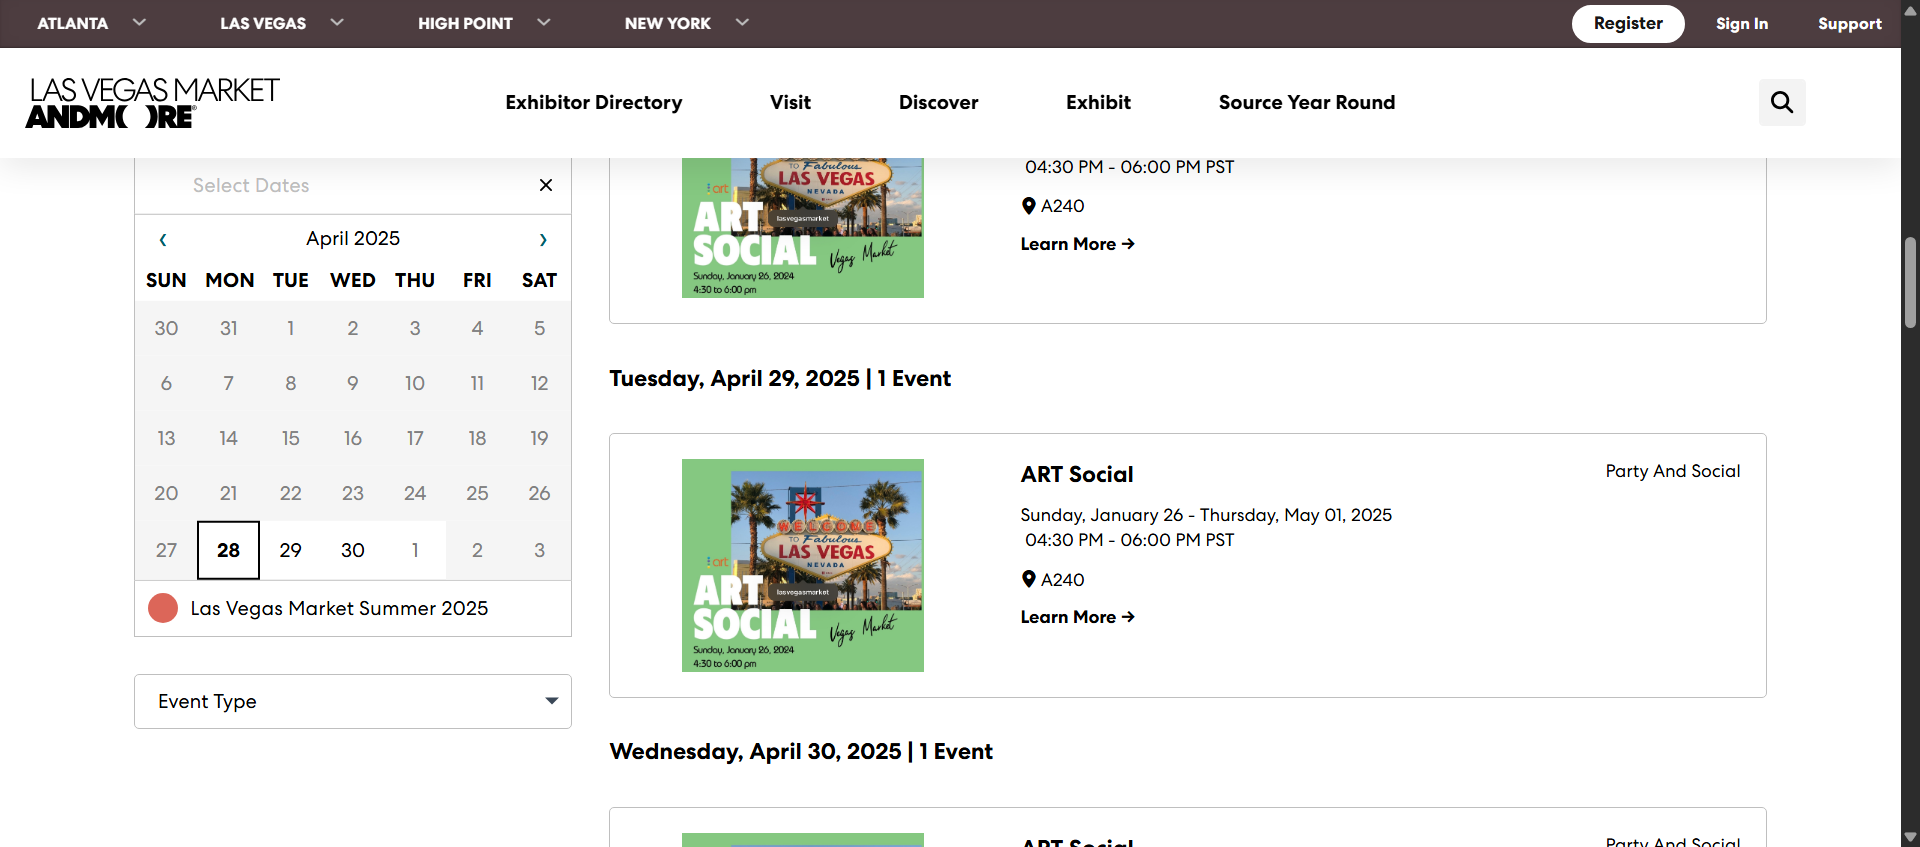 ATLANTA LAS VEGAS HIGH POINT NEW YORK Register Sign In Support
LAS VEGAS MARKET
ANDMORE®
Exhibitor Directory Visit Discover Exhibit Source Year Round
Select Dates
April 2025
SUN MON TUE WED THU FRI SAT
30 31 1 2 3 4 5
6 7 8 9 10 11 12
13 14 15 16 17 18 19
20 21 22 23 24 25 26
27 28 29 30 1 2 3
Las Vegas Market Summer 2025
Event Type
TO Fabulous
LAS VEGAS
NEVADA
art
lasvegasmarket
ART
SOCIAL
Vegas Market
Sunday, January 26, 2024
4:30 to 6:00 pm
04:30 PM - 06:00 PM PST
A240
Learn More →
Tuesday, April 29, 2025 | 1 Event
WELCOME
TO Fabulous
LAS VEGAS
NEVADA
art
lasvegasmarket
ART
SOCIAL
Vegas Market
Sunday, January 26, 2024
4:30 to 6:00 pm
ART Social
Party And Social
Sunday, January 26 - Thursday, May 01, 2025
04:30 PM - 06:00 PM PST
A240
Learn More →
Wednesday, April 30, 2025 | 1 Event
ART Social
Party And Social